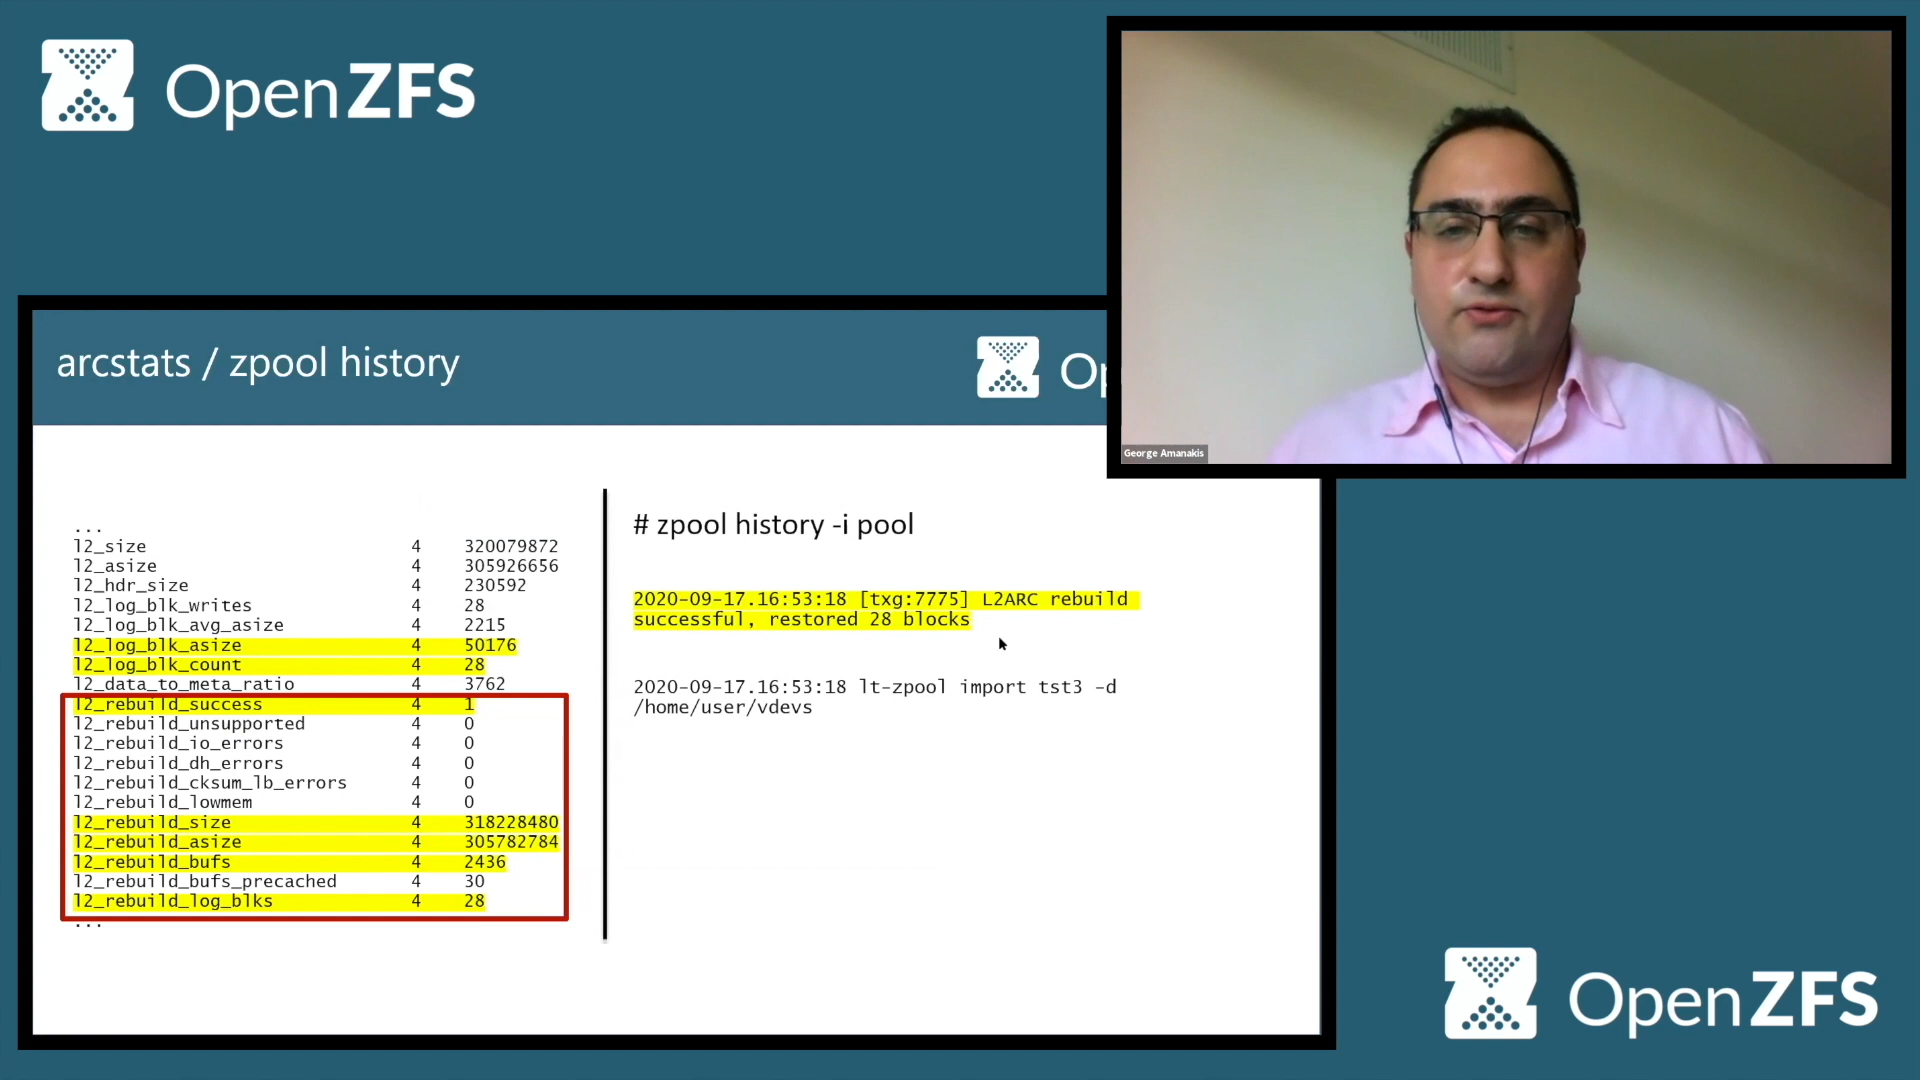 OpenZFS
arcstats / zpool history
Op
George Amanakis
...
l2_size 4 320079872
l2_asize 4 305926656
l2_hdr_size 4 230592
l2_log_blk_writes 4 28
l2_log_blk_avg_asize 4 2215
l2_log_blk_asize 4 50176
l2_log_blk_count 4 28
l2_data_to_meta_ratio 4 3762
l2_rebuild_success 4 1
l2_rebuild_unsupported 4 0
l2_rebuild_io_errors 4 0
l2_rebuild_dh_errors 4 0
l2_rebuild_cksum_lb_errors 4 0
l2_rebuild_lowmem 4 0
l2_rebuild_size 4 318228480
l2_rebuild_asize 4 305782784
l2_rebuild_bufs 4 2436
l2_rebuild_bufs_precached 4 30
l2_rebuild_log_blks 4 28
...
# zpool history -i pool
2020-09-17.16:53:18 [txg:7775] L2ARC rebuild
successful, restored 28 blocks
2020-09-17.16:53:18 lt-zpool import tst3 -d
/home/user/vdevs
OpenZFS